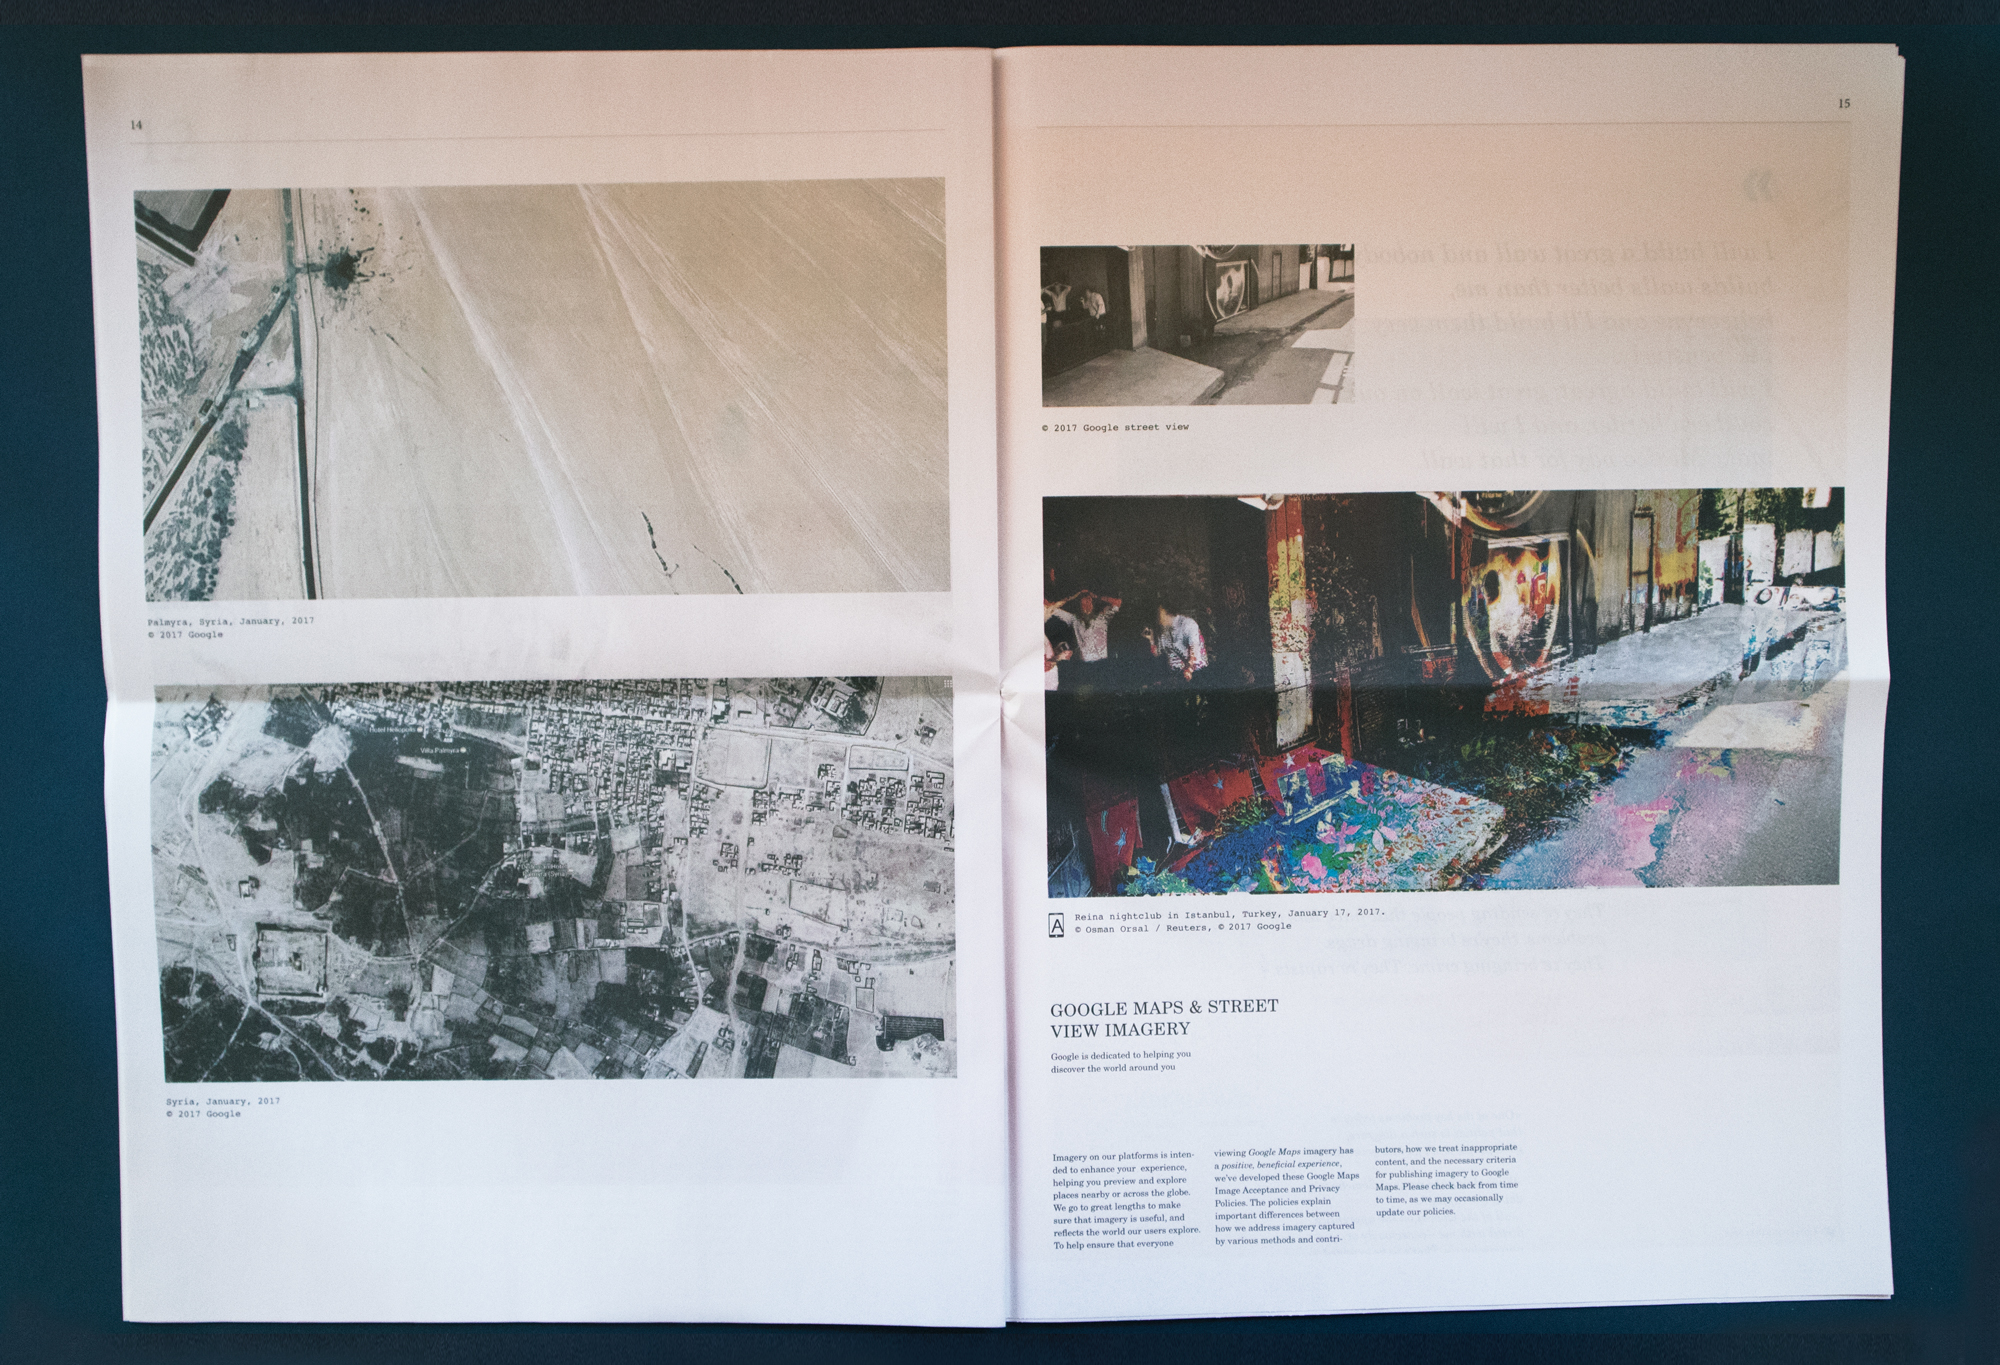 14
Palmyra, Syria, January, 2017
© 2017 Google
Hotel Heliopolis
Villa Palmyra
Syria, January, 2017
© 2017 Google
15
© 2017 Google street view
Reina nightclub in Istanbul, Turkey, January 17, 2017.
© Osman Orsal / Reuters, © 2017 Google
GOOGLE MAPS & STREET
VIEW IMAGERY
Google is dedicated to helping you
discover the world around you
Imagery on our platforms is inten-
ded to enhance your experience,
helping you preview and explore
places nearby or across the globe.
We go to great lengths to make
sure that imagery is useful, and
reflects the world our users explore.
To help ensure that everyone
viewing Google Maps imagery has
a positive, beneficial experience,
we've developed these Google Maps
Image Acceptance and Privacy
Policies. The policies explain
important differences between
how we address imagery captured
by various methods and contri-
butors, how we treat inappropriate
content, and the necessary criteria
for publishing imagery to Google
Maps. Please check back from time
to time, as we may occasionally
update our policies.